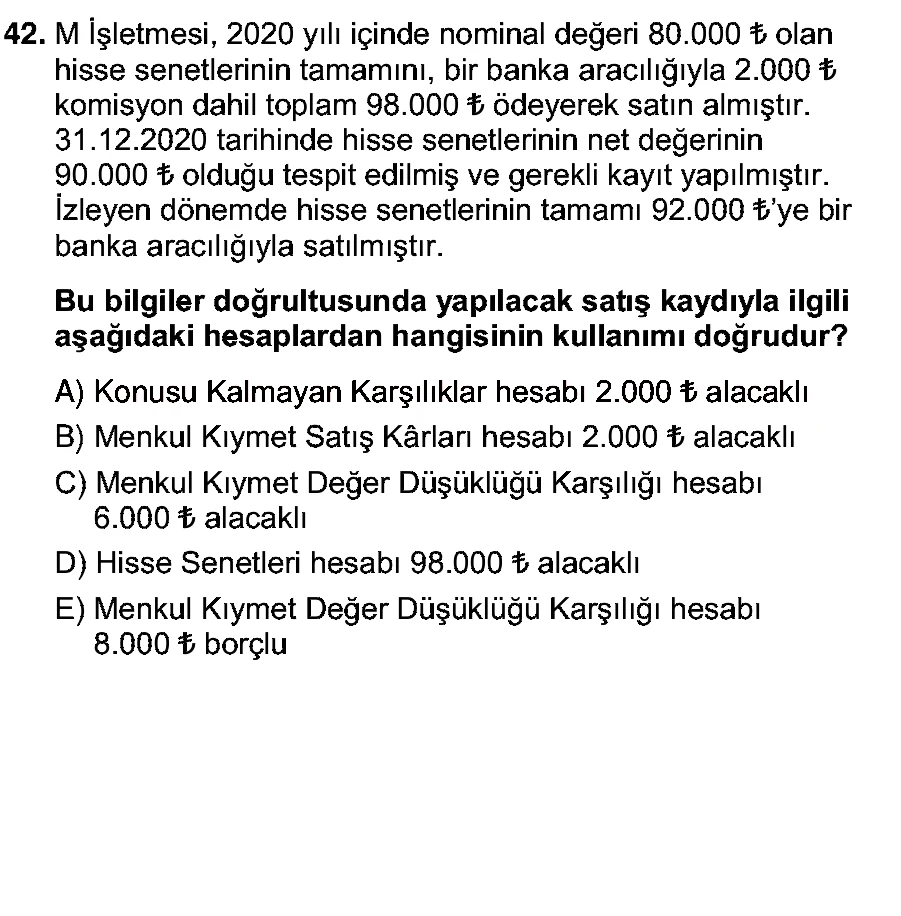 42. M İşletmesi, 2020 yılı içinde nominal değeri 80.000 ₺ olan
hisse senetlerinin tamamını, bir banka aracılığıyla 2.000 ₺
komisyon dahil toplam 98.000 ₺ ödeyerek satın almıştır.
31.12.2020 tarihinde hisse senetlerinin net değerinin
90.000 ₺ olduğu tespit edilmiş ve gerekli kayıt yapılmıştır.
İzleyen dönemde hisse senetlerinin tamamı 92.000 ₺’ye bir
banka aracılığıyla satılmıştır.
Bu bilgiler doğrultusunda yapılacak satış kaydıyla ilgili
aşağıdaki hesaplardan hangisinin kullanımı doğrudur?
A) Konusu Kalmayan Karşılıklar hesabı 2.000 ₺ alacaklı
B) Menkul Kıymet Satış Kârları hesabı 2.000 ₺ alacaklı
C) Menkul Kıymet Değer Düşüklüğü Karşılığı hesabı
6.000 ₺ alacaklı
D) Hisse Senetleri hesabı 98.000 ₺ alacaklı
E) Menkul Kıymet Değer Düşüklüğü Karşılığı hesabı
8.000 ₺ borçlu